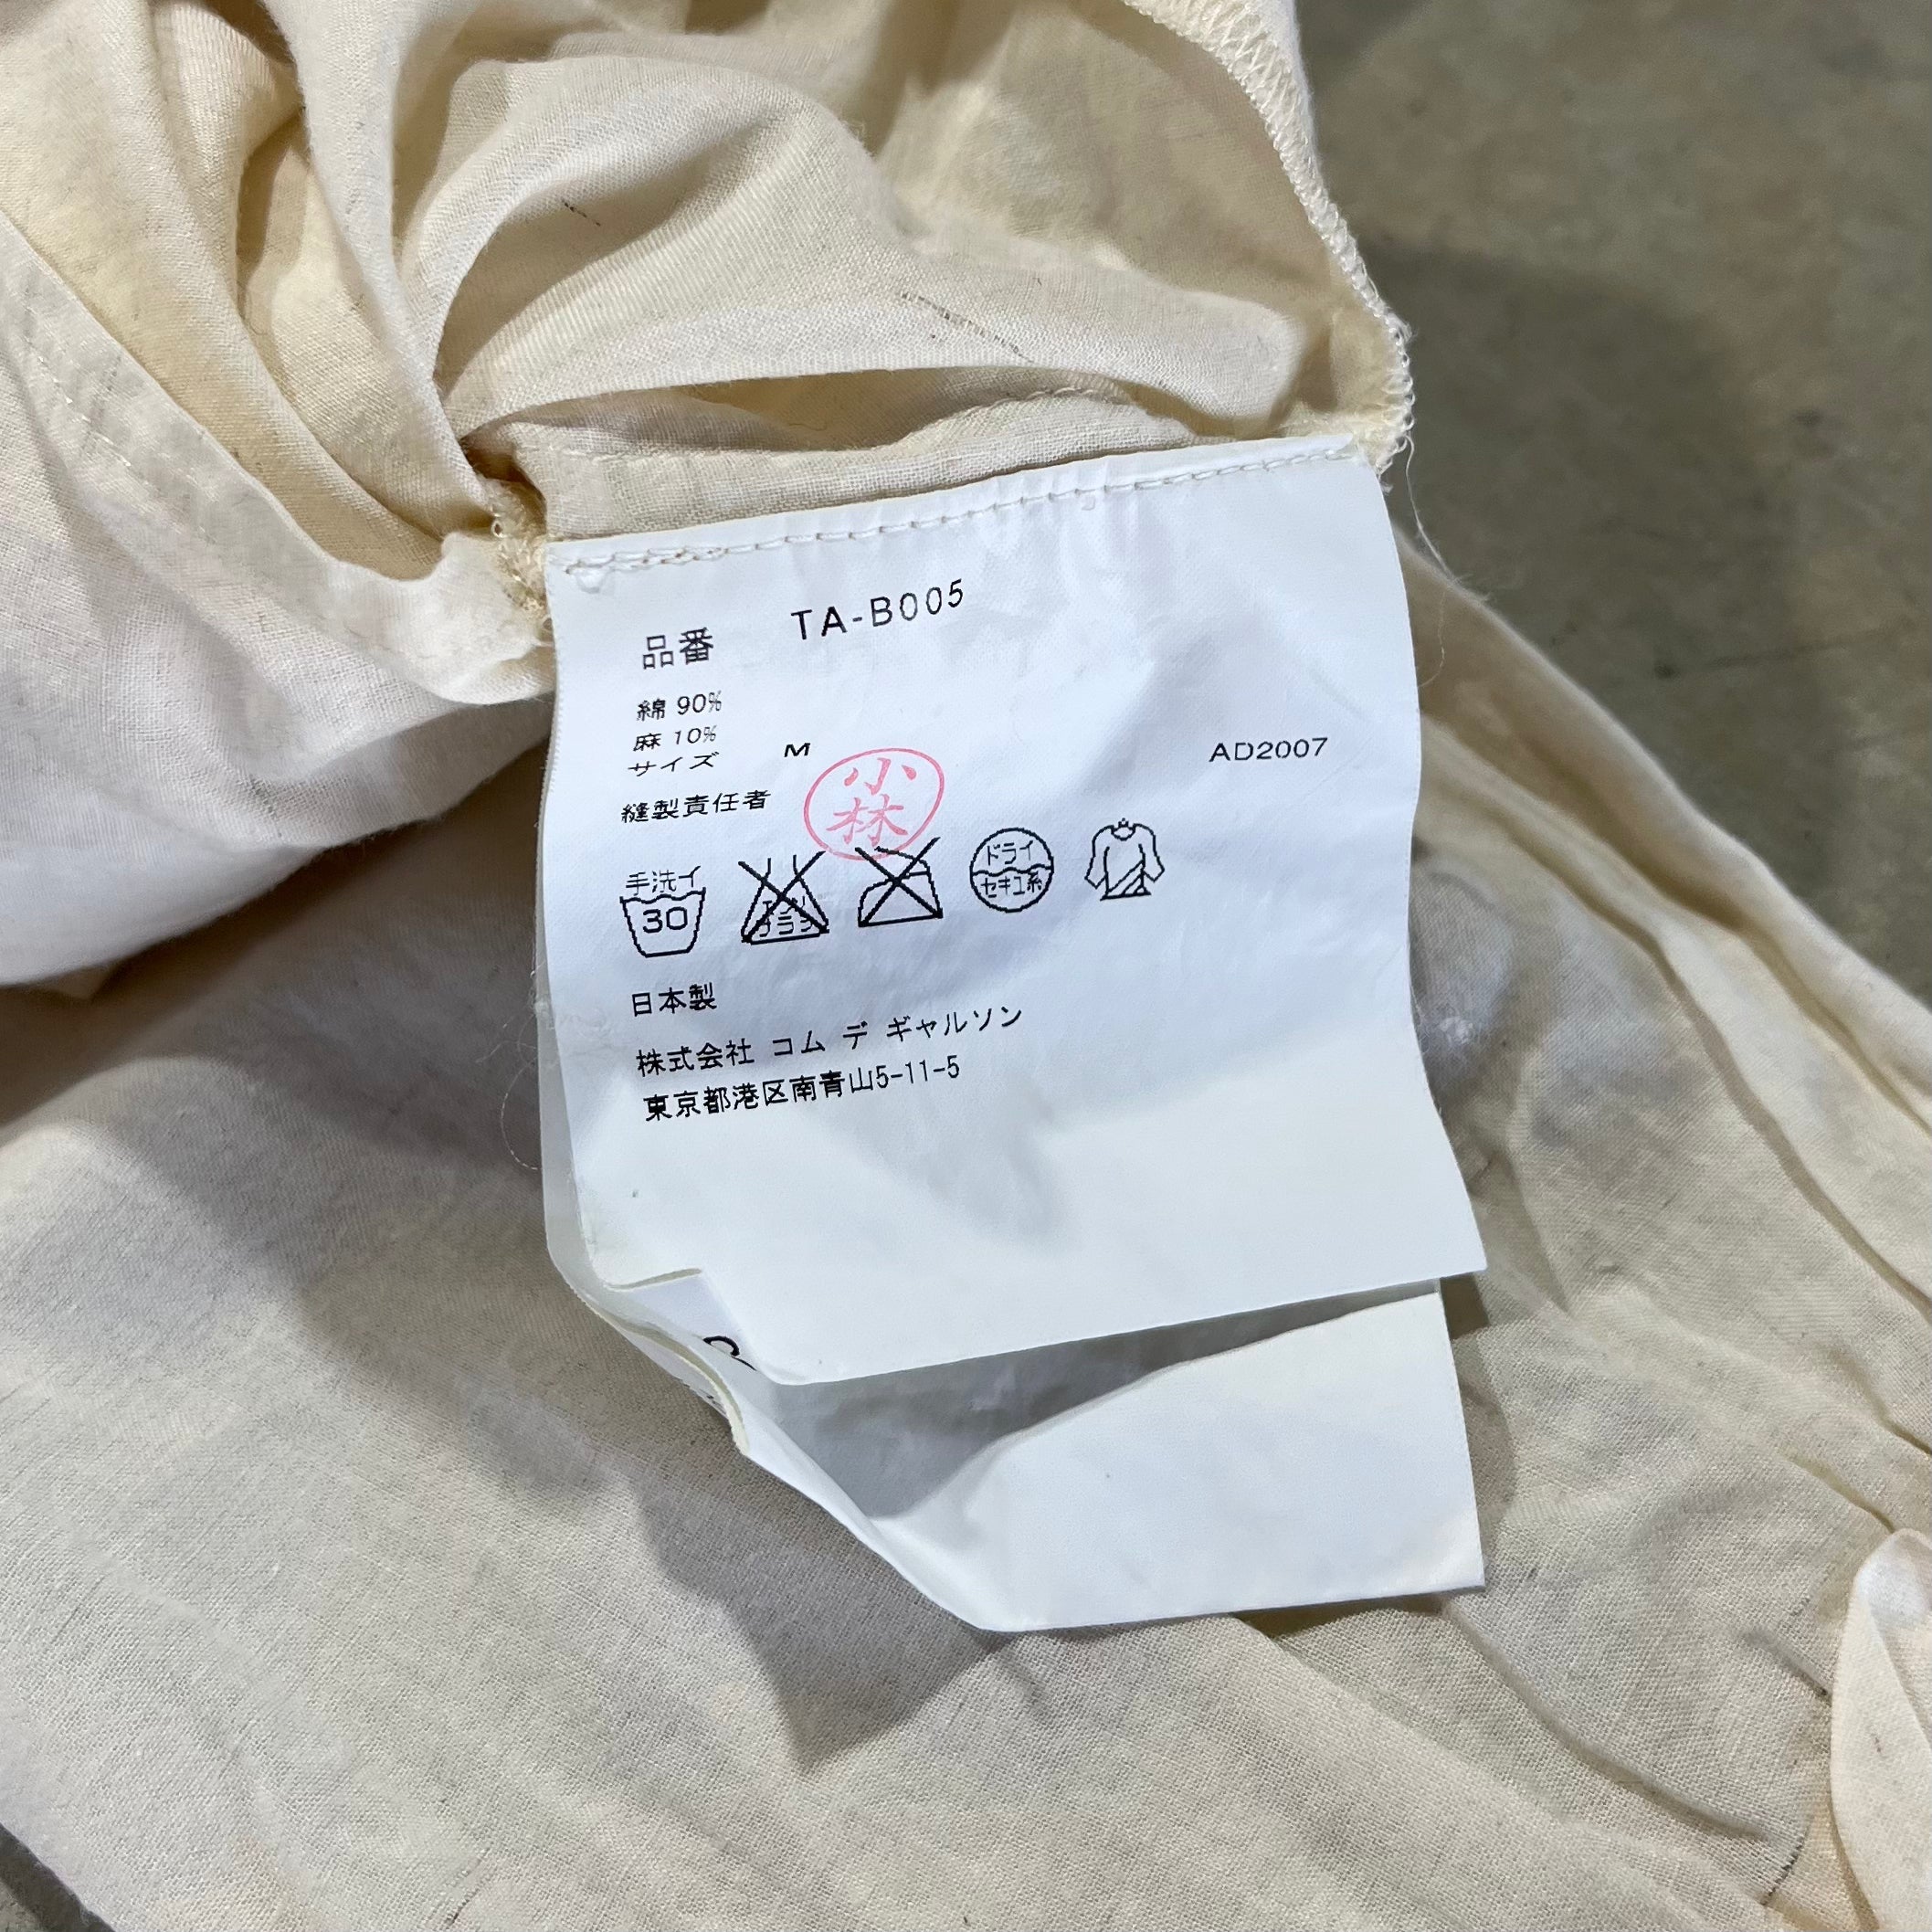 品番 TA-B005
綿 90%
麻 10%
サイズ M AD2007
縫製責任者 小林
手洗イ
30
ドライ
セキユ系
日本製
株式会社 コム デ ギャルソン
東京都港区南青山5-11-5